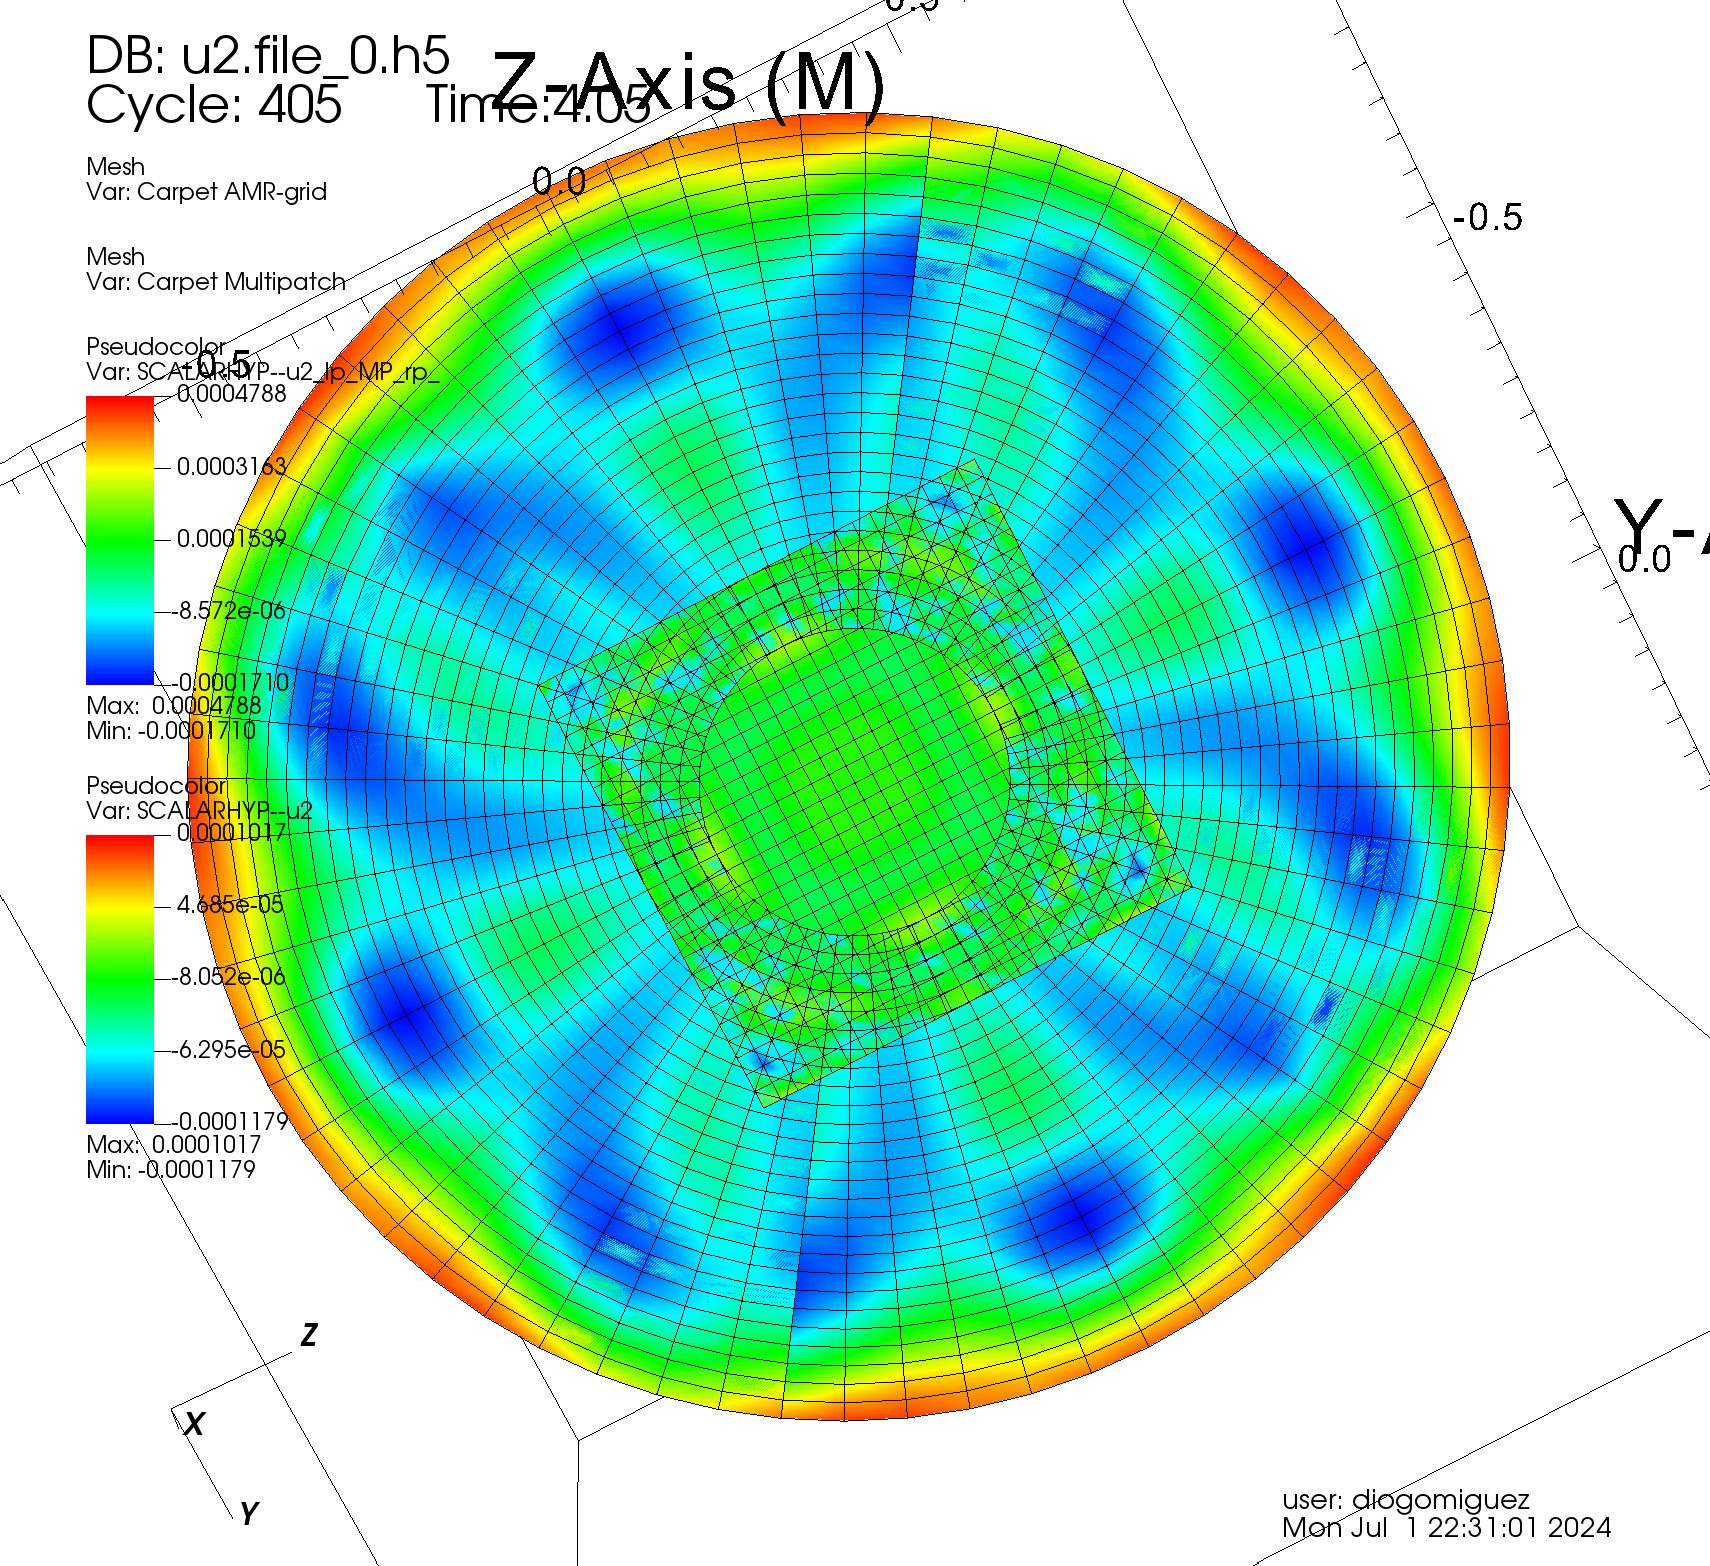 0.5
DB: u2.file_0.h5
Z-Axis (M)
Cycle: 405 Time:4.05
Mesh
Var: Carpet AMR-grid
0.0
-0.5
Mesh
Var: Carpet Multipatch
Pseudocolor
-0.5
Var: SCALARHYP--u2_lp_MP_rp_
0.0004788
0.0003163
0.0001539
-8.572e-06
-0.0001710
Max: 0.0004788
Min: -0.0001710
Y-A
0.0
Pseudocolor
Var: SCALARHYP--u2
0.0001017
4.685e-05
-8.052e-06
-6.295e-05
-0.0001179
Max: 0.0001017
Min: -0.0001179
Z
X
Y
user: diogomiguez
Mon Jul 1 22:31:01 2024